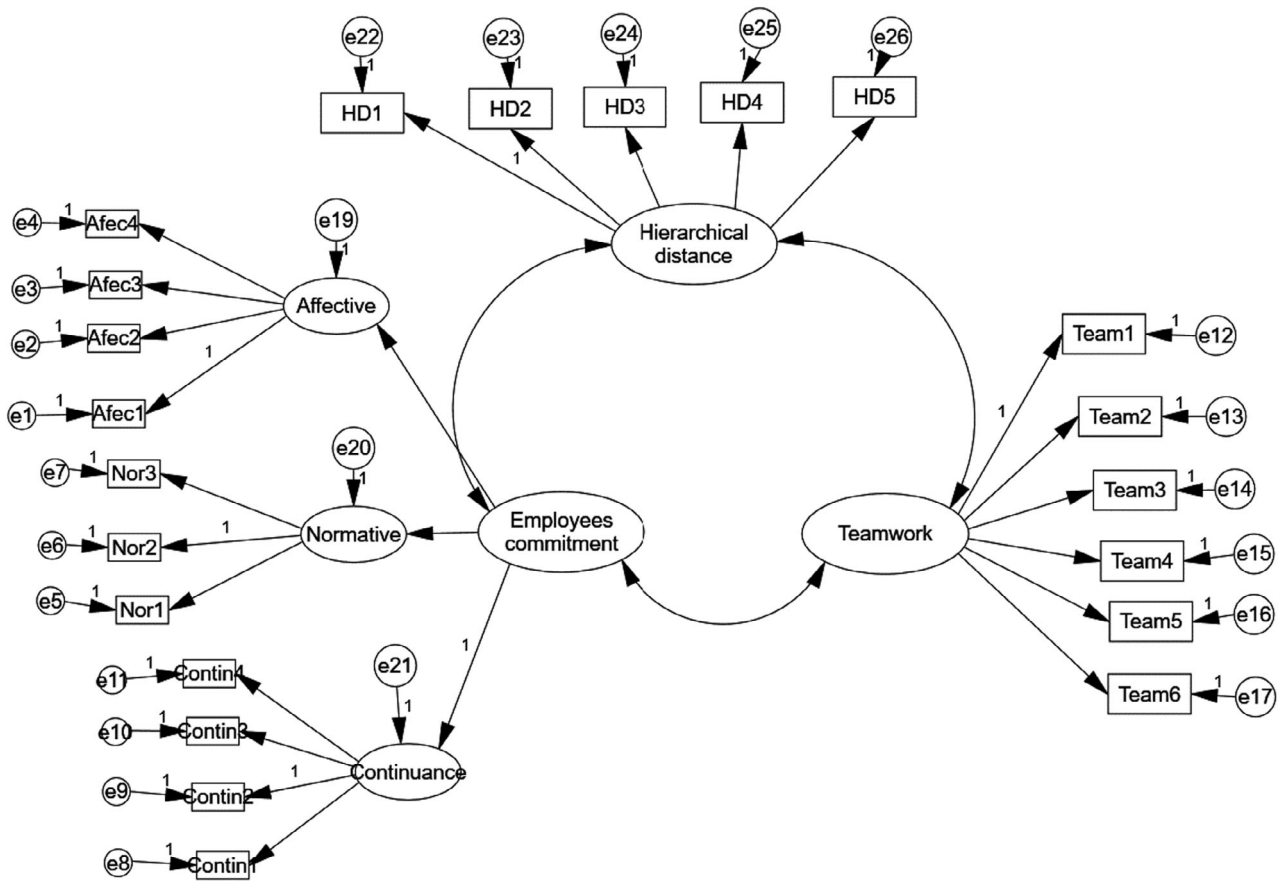 e22
e23
e24
e25
e26
1
1
1
1
1
HD1
HD2
HD3
HD4
HD5
1
Hierarchical
distance
e4
1
Afec4
e19
1
e3
1
Afec3
Affective
e2
1
Afec2
1
e1
1
Afec1
Team1
1
e12
1
Team2
1
e13
e7
1
Nor3
e20
1
Team3
1
e14
e6
1
Nor2
1
Normative
Employees
commitment
Teamwork
Team4
1
e15
e5
1
Nor1
Team5
1
e16
1
e11
1
Contin4
e21
1
Team6
1
e17
e10
1
Contin3
Continuance
1
e9
1
Contin2
e8
1
Contin1